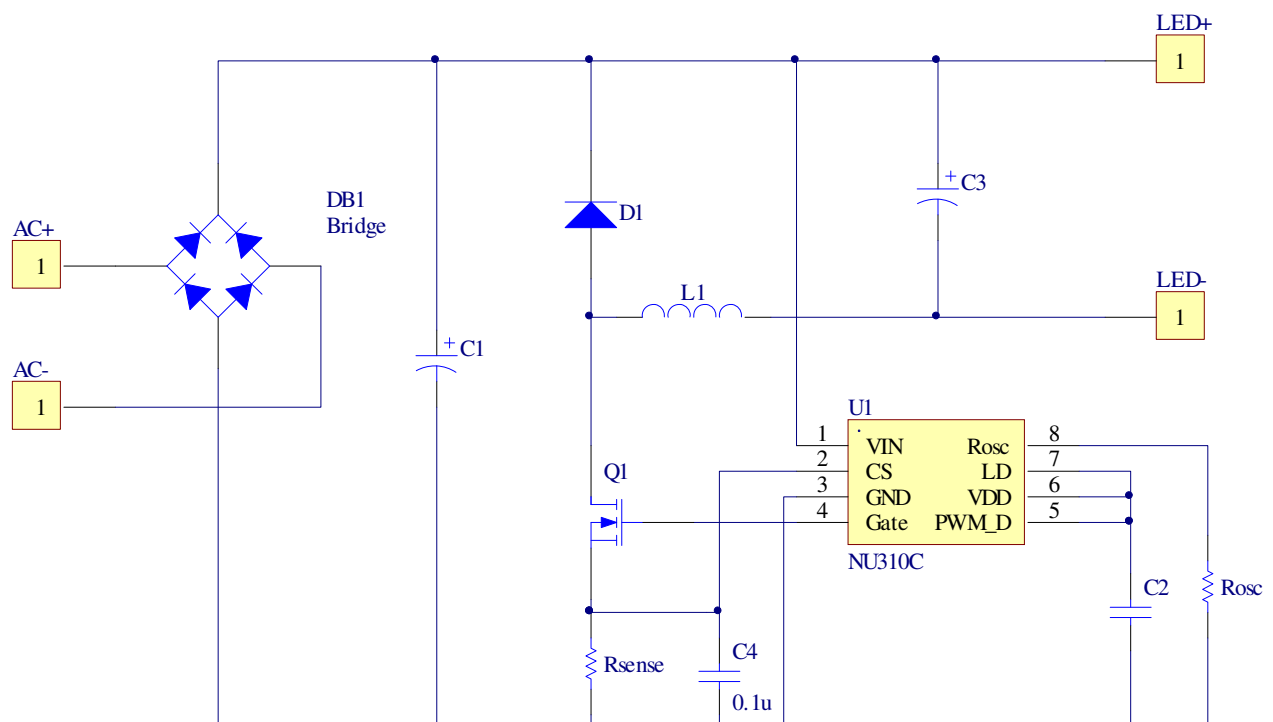 LED+
1
DB1
Bridge
+ C3
D1
AC+
1
L1
LED-
1
+ C1
AC-
1
U1
1 VIN Rosc 8
2 CS LD 7
3 GND VDD 6
4 Gate PWM_D 5
NU310C
Q1
C2
Rosc
Rsense
C4
0.1u